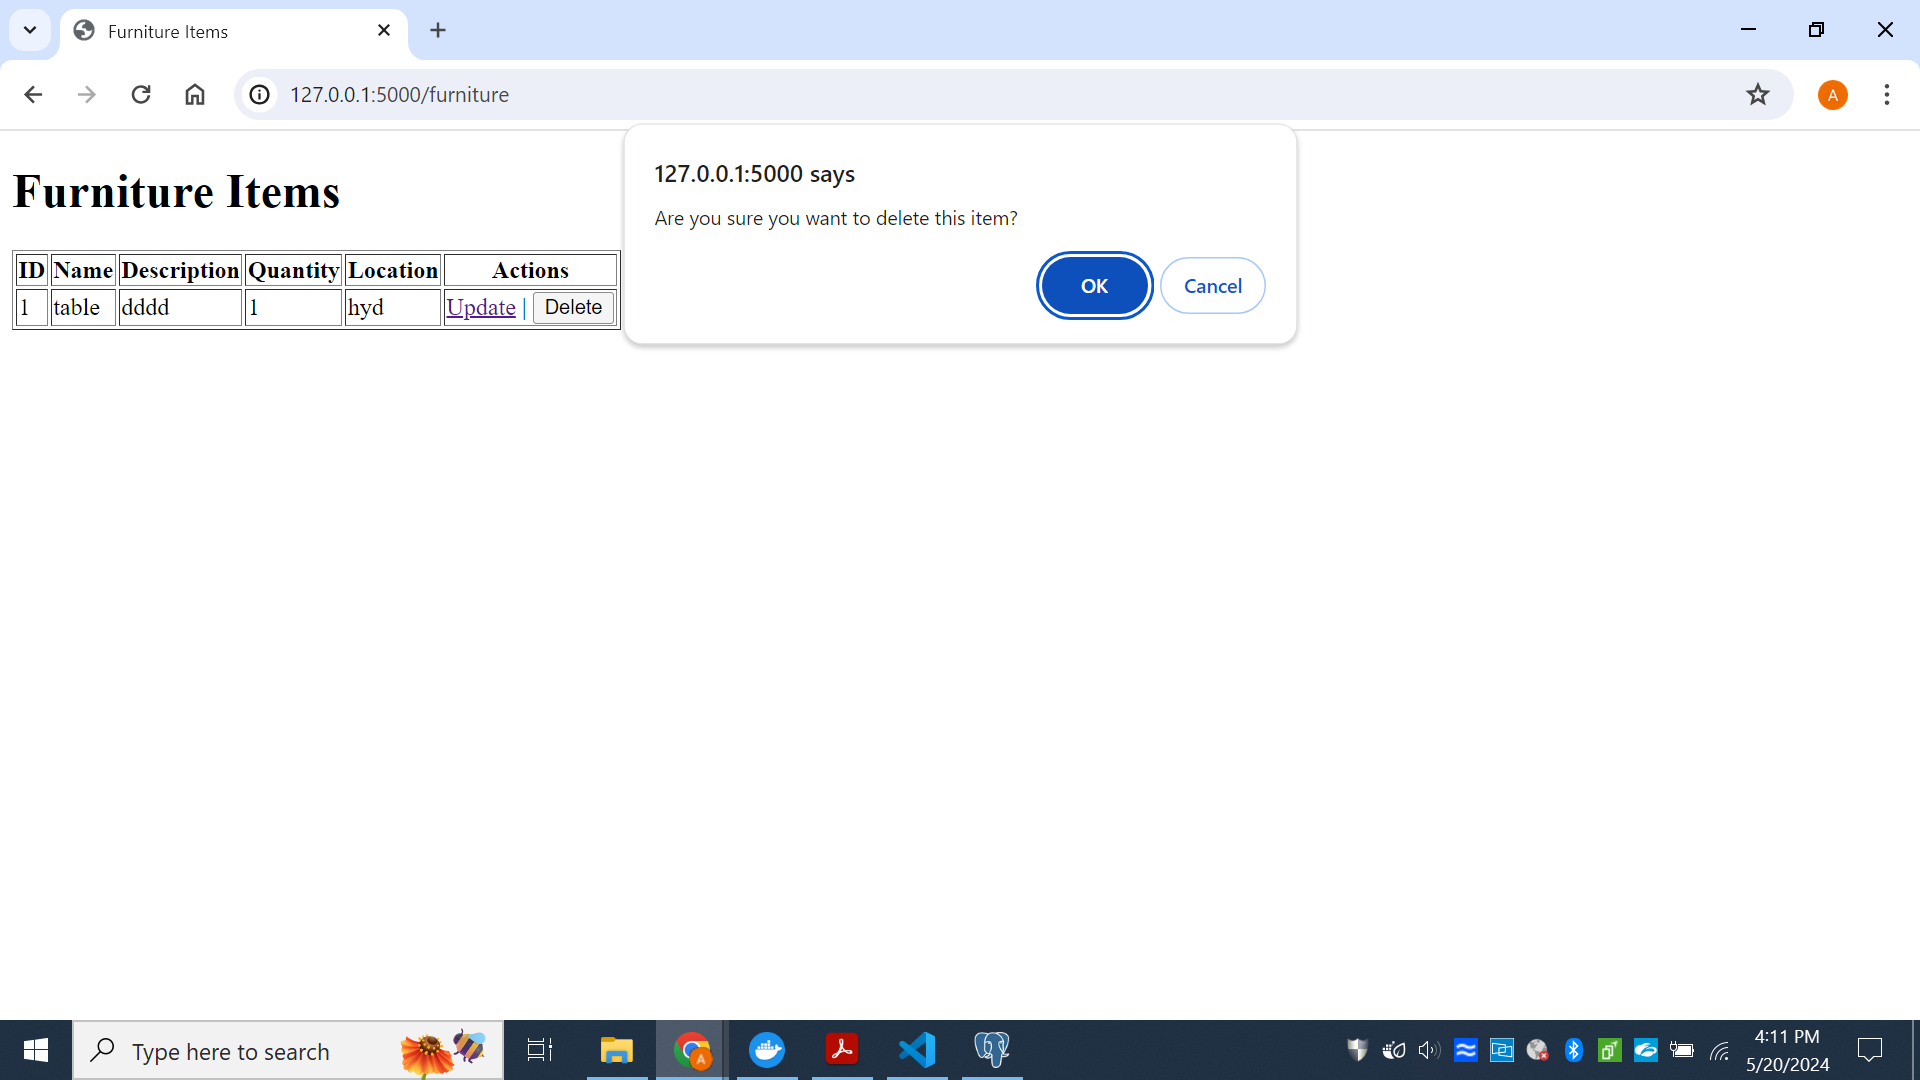 Furniture Items
127.0.0.1:5000/furniture
A
127.0.0.1:5000 says
Are you sure you want to delete this item?
OK Cancel
Furniture Items
ID Name Description Quantity Location Actions
1 table dddd 1 hyd Update | Delete
Type here to search
A
4:11 PM
5/20/2024